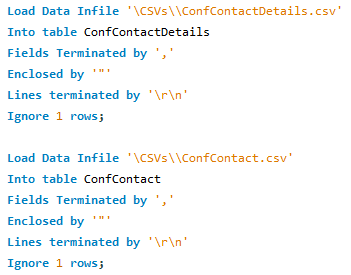 Load Data Infile '\CSVs\\ConfContactDetails.csv'
Into table ConfContactDetails
Fields Terminated by ','
Enclosed by '"'
Lines terminated by '\r\n'
Ignore 1 rows;
Load Data Infile '\CSVs\\ConfContact.csv'
Into table ConfContact
Fields Terminated by ','
Enclosed by '"'
Lines terminated by '\r\n'
Ignore 1 rows;